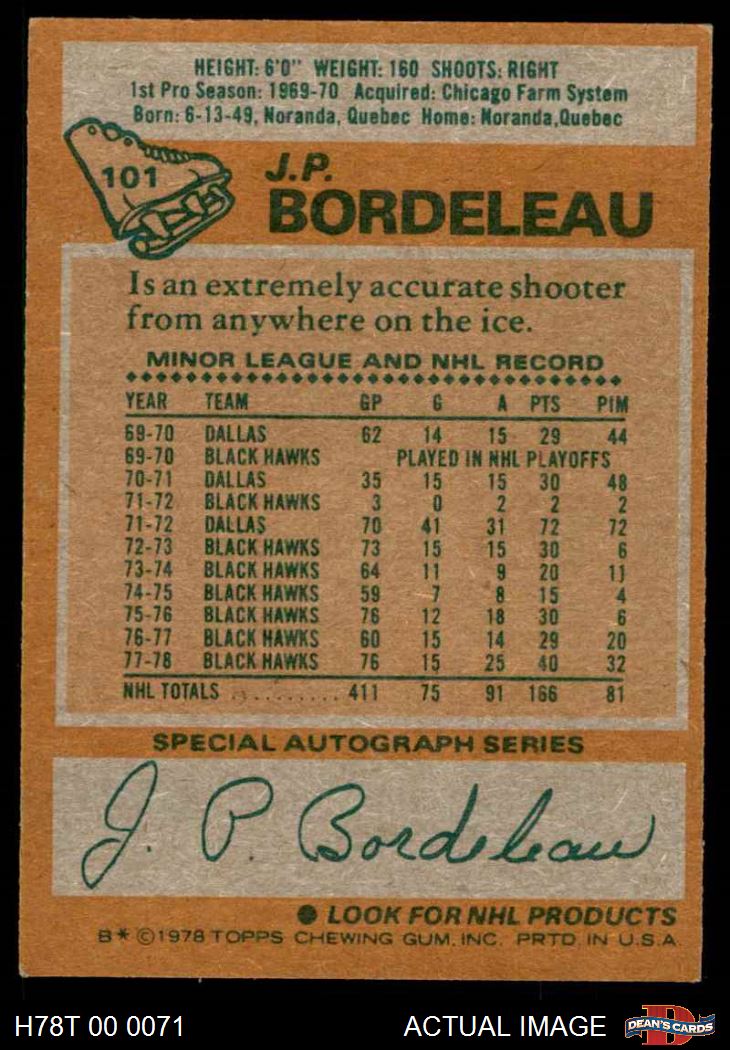 HEIGHT: 6'0" WEIGHT: 160 SHOOTS: RIGHT
1st Pro Season: 1969-70 Acquired: Chicago Farm System
Born: 6-13-49, Noranda, Quebec Home: Noranda, Quebec
101
J.P.
BORDELEAU
Is an extremely accurate shooter
from anywhere on the ice.
MINOR LEAGUE AND NHL RECORD
YEAR TEAM GP G A PTS PIM
69-70 DALLAS 62 14 15 29 44
69-70 BLACK HAWKS PLAYED IN NHL PLAYOFFS
70-71 DALLAS 35 15 15 30 48
71-72 BLACK HAWKS 3 0 2 2 2
71-72 DALLAS 70 41 31 72 72
72-73 BLACK HAWKS 73 15 15 30 6
73-74 BLACK HAWKS 64 11 9 20 11
74-75 BLACK HAWKS 59 7 8 15 4
75-76 BLACK HAWKS 76 12 18 30 6
76-77 BLACK HAWKS 60 15 14 29 20
77-78 BLACK HAWKS 76 15 25 40 32
NHL TOTALS .......... 411 75 91 166 81
SPECIAL AUTOGRAPH SERIES
J. P. Bordeleau
● LOOK FOR NHL PRODUCTS
B* ©1978 TOPPS CHEWING GUM, INC. PRTD. IN U.S.A.
H78T 00 0071 ACTUAL IMAGE D DEAN'S CARDS